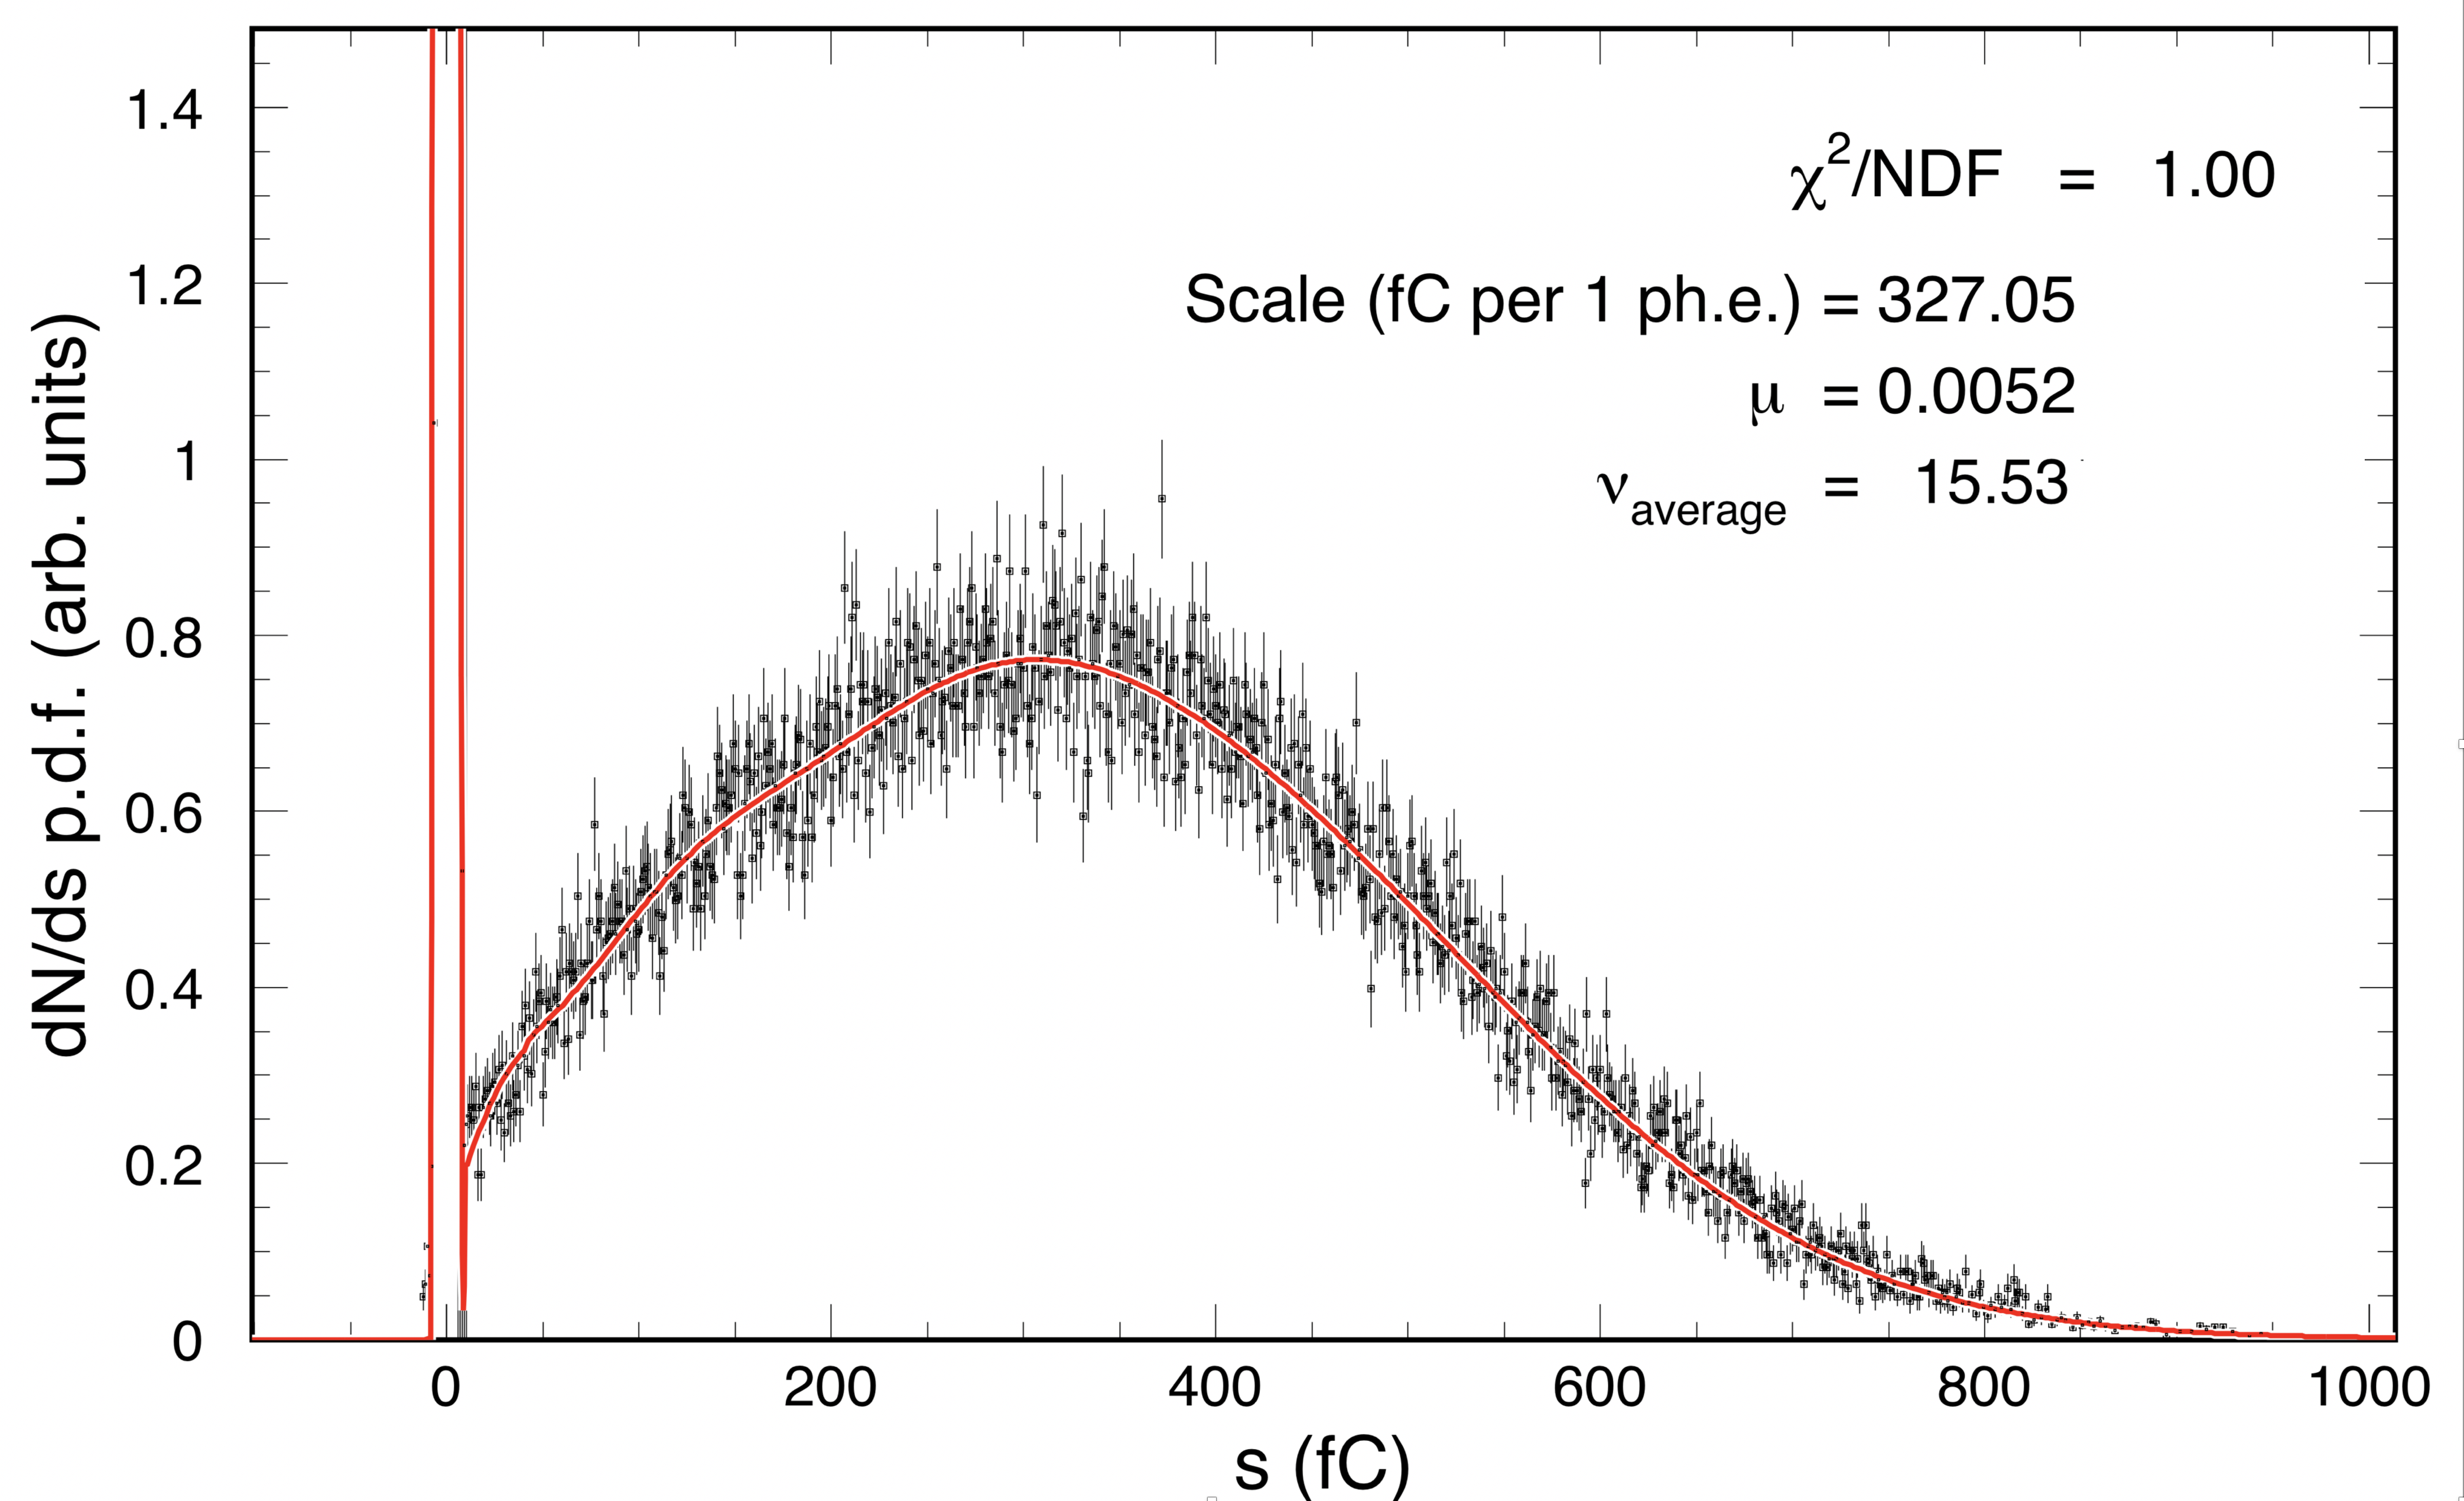 χ²/NDF = 1.00
Scale (fC per 1 ph.e.) = 327.05
μ = 0.0052
ν average = 15.53
dN/ds p.d.f. (arb. units)
1.4
1.2
1
0.8
0.6
0.4
0.2
0
0 200 400 600 800 1000
s (fC)